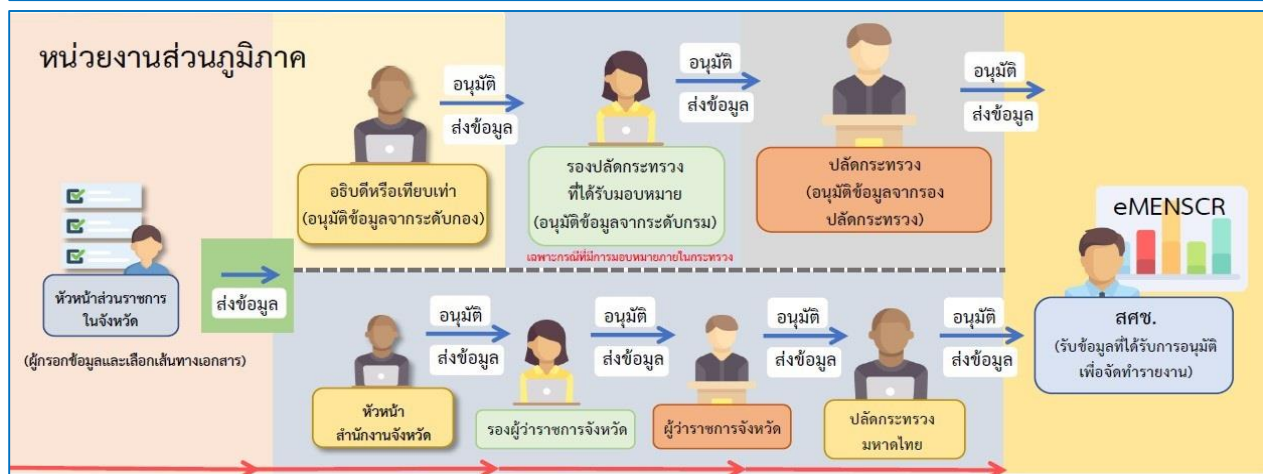 หน่วยงานส่วนภูมิภาค
อนุมัติ
ส่งข้อมูล
อนุมัติ
ส่งข้อมูล
อนุมัติ
ส่งข้อมูล
อธิบดีหรือเทียบเท่า
(อนุมัติข้อมูลจากระดับกอง)
รองปลัดกระทรวง
ที่ได้รับมอบหมาย
(อนุมัติข้อมูลจากระดับกรม)
เฉพาะกรณีที่มีการมอบหมายภายในกระทรวง
ปลัดกระทรวง
(อนุมัติข้อมูลจากรอง
ปลัดกระทรวง)
eMENSCR
หัวหน้าส่วนราชการ
ในจังหวัด
(ผู้กรอกข้อมูลและเลือกเส้นทางเอกสาร)
ส่งข้อมูล
อนุมัติ
ส่งข้อมูล
อนุมัติ
ส่งข้อมูล
อนุมัติ
ส่งข้อมูล
อนุมัติ
ส่งข้อมูล
หัวหน้า
สำนักงานจังหวัด
รองผู้ว่าราชการจังหวัด
ผู้ว่าราชการจังหวัด
ปลัดกระทรวง
มหาดไทย
สศช.
(รับข้อมูลที่ได้รับการอนุมัติ
เพื่อจัดทำรายงาน)